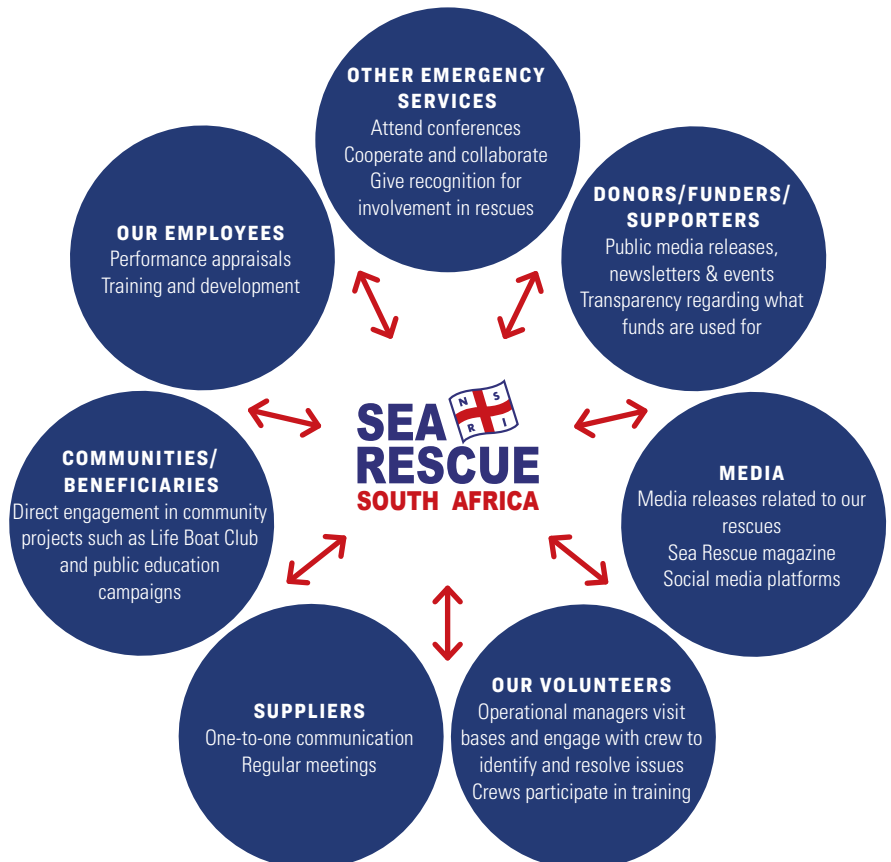 OTHER EMERGENCY
SERVICES
Attend conferences
Cooperate and collaborate
Give recognition for
involvement in rescues
DONORS/FUNDERS/
SUPPORTERS
Public media releases,
newsletters & events
Transparency regarding what
funds are used for
MEDIA
Media releases related to our
rescues
Sea Rescue magazine
Social media platforms
OUR VOLUNTEERS
Operational managers visit
bases and engage with crew to
identify and resolve issues
Crews participate in training
SUPPLIERS
One-to-one communication
Regular meetings
COMMUNITIES/
BENEFICIARIES
Direct engagement in community
projects such as Life Boat Club
and public education
campaigns
OUR EMPLOYEES
Performance appraisals
Training and development
N S
R I
SEA
RESCUE
SOUTH AFRICA